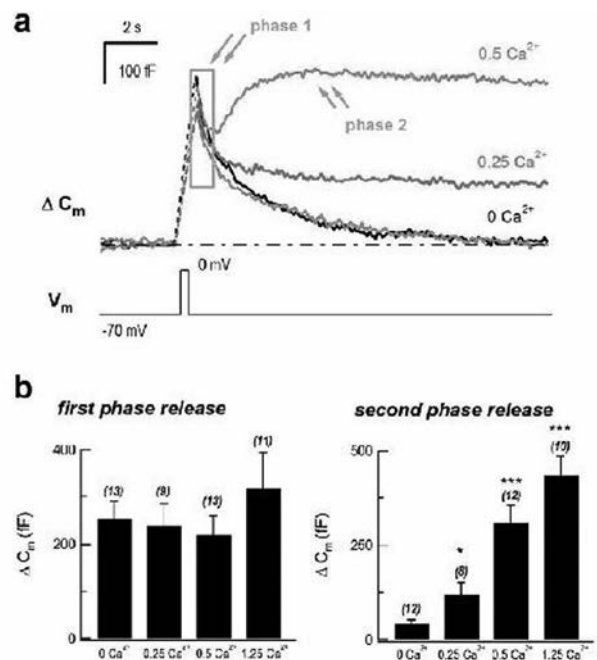 a
2 s
100 fF
phase 1
0.5 Ca²⁺
phase 2
0.25 Ca²⁺
0 Ca²⁺
Δ Cₘ
0 mV
Vₘ
-70 mV
b
first phase release
400
200
0
Δ Cₘ (fF)
(13)
(9)
(13)
(11)
0 Ca²⁺
0.25 Ca²⁺
0.5 Ca²⁺
1.25 Ca²⁺
second phase release
500
250
0
Δ Cₘ (fF)
(12)
*
(8)
***
(12)
***
(10)
0 Ca²⁺
0.25 Ca²⁺
0.5 Ca²⁺
1.25 Ca²⁺